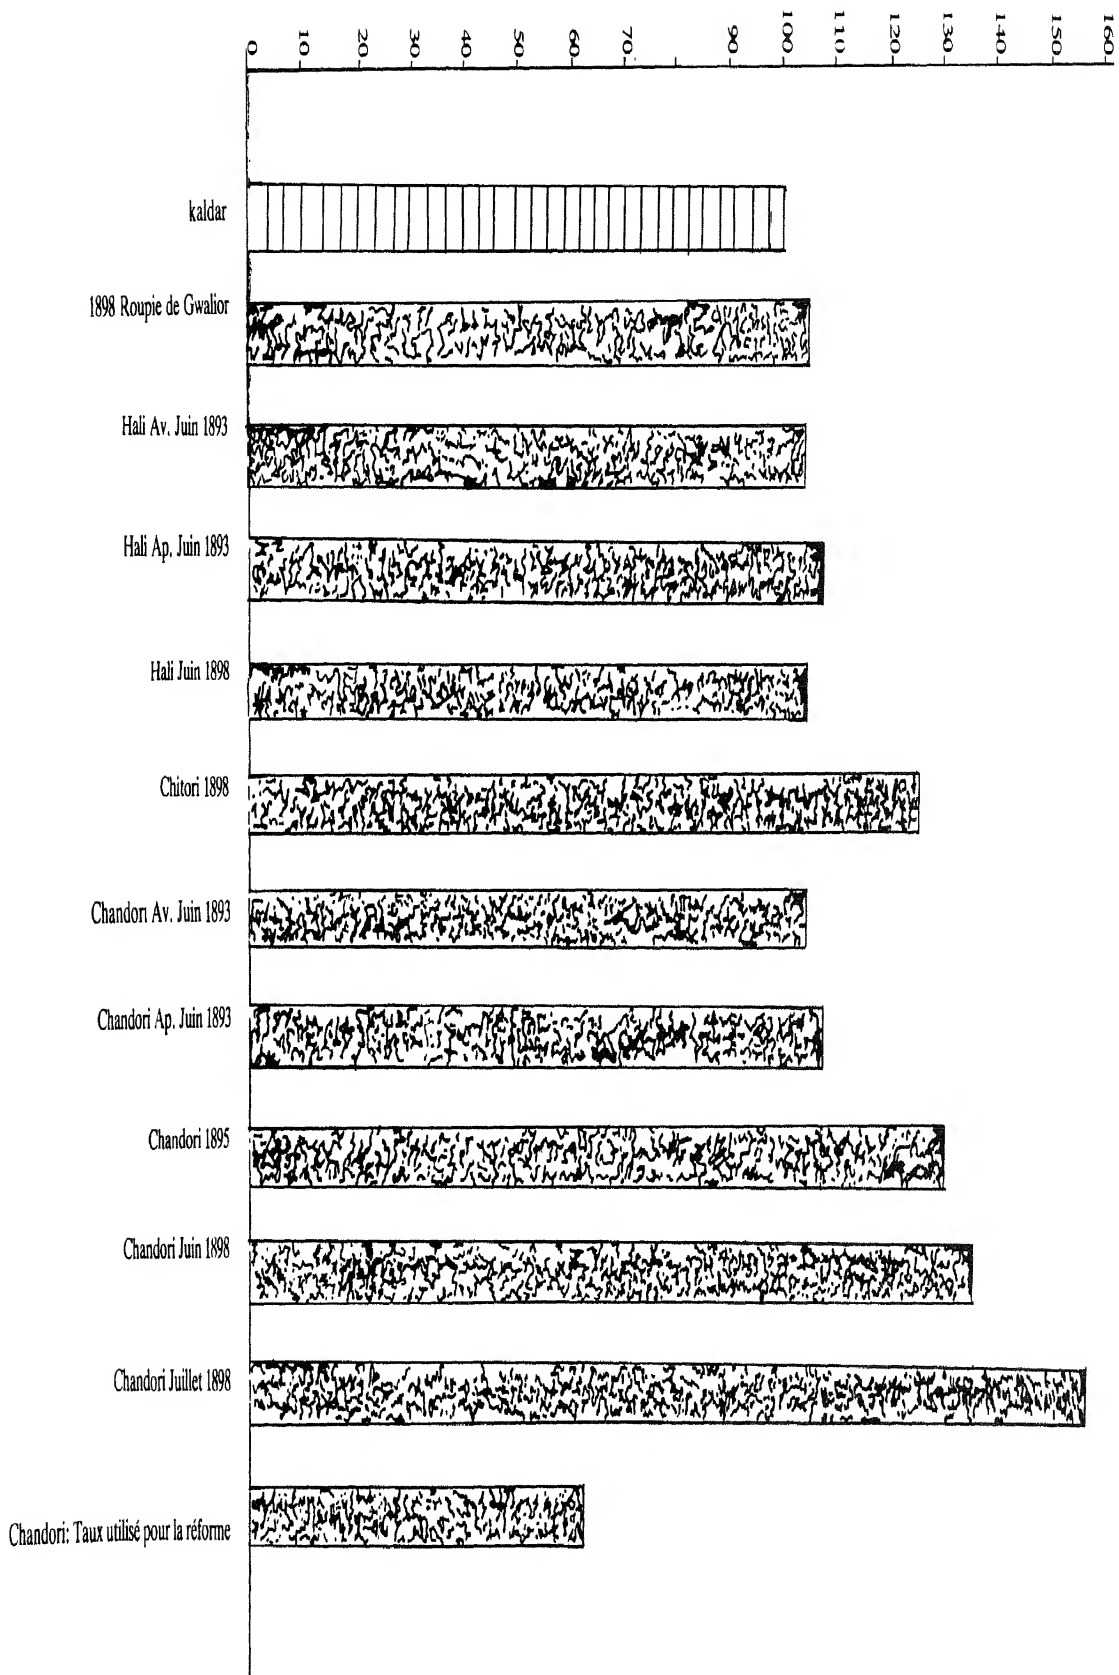 0
10
20
30
40
50
60
70
90
100
110
120
130
140
150
160
kaldar
1898 Roupie de Gwalior
Hali Av. Juin 1893
Hali Ap. Juin 1893
Hali Juin 1898
Chitori 1898
Chandori Av. Juin 1893
Chandori Ap. Juin 1893
Chandori 1895
Chandori Juin 1898
Chandori Juillet 1898
Chandori: Taux utilisé pour la réforme